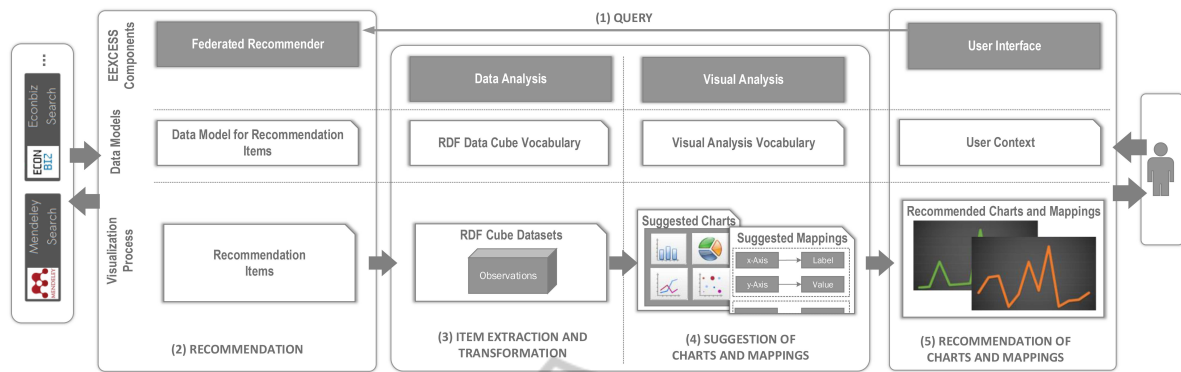 (1) QUERY
EEXCESS
Components
Federated Recommender
Data Analysis
Visual Analysis
User Interface
...
Econbiz
Search
ECON
BIZ
Mendeley
Search
MENDELEY
Data Models
Data Model for Recommendation
Items
RDF Data Cube Vocabulary
Visual Analysis Vocabulary
User Context
Visualization
Process
Recommendation
Items
RDF Cube Datasets
Observations
Suggested Charts
Suggested Mappings
x-Axis
Label
y-Axis
Value
Recommended Charts and Mappings
(2) RECOMMENDATION
(3) ITEM EXTRACTION AND
TRANSFORMATION
(4) SUGGESTION OF
CHARTS AND MAPPINGS
(5) RECOMMENDATION OF
CHARTS AND MAPPINGS